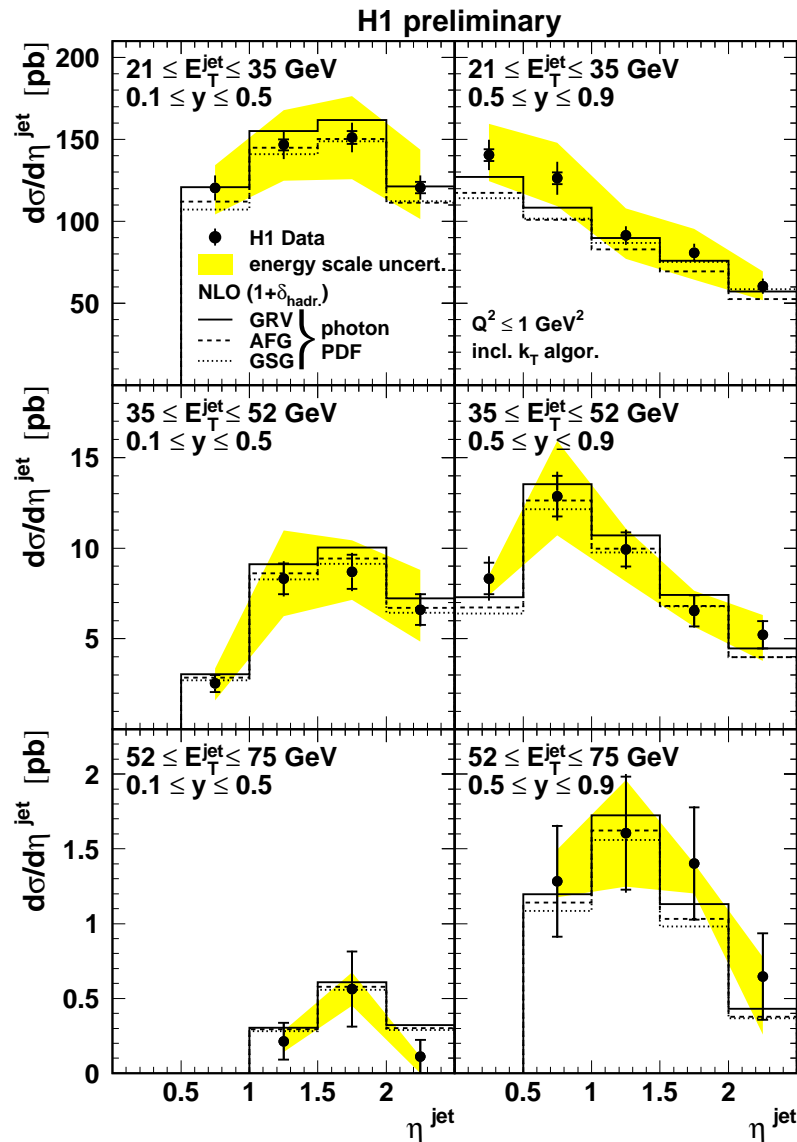 H1 preliminary
dσ/dη^jet [pb]
21 ≤ E_T^jet ≤ 35 GeV
0.1 ≤ y ≤ 0.5
H1 Data
energy scale uncert.
NLO (1+δ_hadr.)
GRV
AFG
GSG
photon
PDF
200
150
100
50
21 ≤ E_T^jet ≤ 35 GeV
0.5 ≤ y ≤ 0.9
Q^2 ≤ 1 GeV^2
incl. k_T algor.
dσ/dη^jet [pb]
35 ≤ E_T^jet ≤ 52 GeV
0.1 ≤ y ≤ 0.5
15
10
5
35 ≤ E_T^jet ≤ 52 GeV
0.5 ≤ y ≤ 0.9
dσ/dη^jet [pb]
52 ≤ E_T^jet ≤ 75 GeV
0.1 ≤ y ≤ 0.5
2
1.5
1
0.5
0
52 ≤ E_T^jet ≤ 75 GeV
0.5 ≤ y ≤ 0.9
0.5 1 1.5 2
0.5 1 1.5 2
η^jet
η^jet